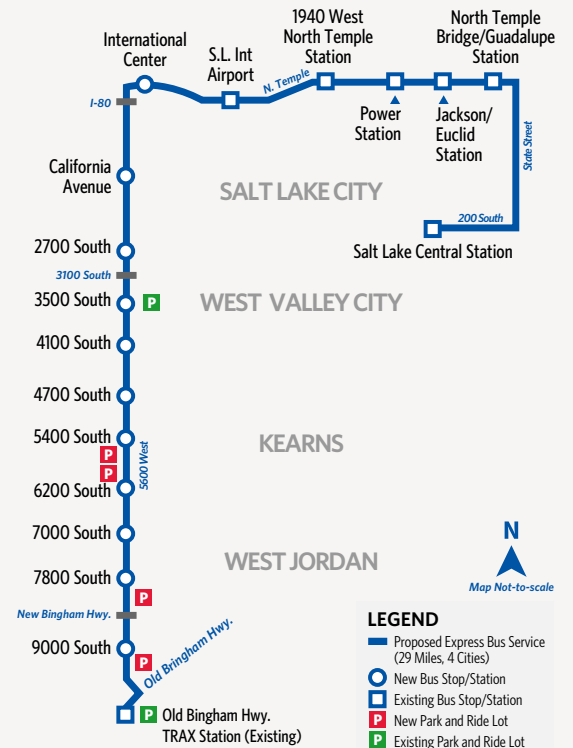 1940 West
North Temple
Station
North Temple
Bridge/Guadalupe
Station
International
Center
S.L. Int
Airport
N. Temple
I-80
Power
Station
Jackson/
Euclid
Station
State Street
California
Avenue
SALT LAKE CITY
200 South
Salt Lake Central Station
2700 South
3100 South
3500 South
P
WEST VALLEY CITY
4100 South
4700 South
5400 South
P
P
5600 West
KEARNS
6200 South
7000 South
WEST JORDAN
7800 South
P
New Bingham Hwy.
9000 South
P
Old Bringham Hwy.
P Old Bingham Hwy.
TRAX Station (Existing)
N
Map Not-to-scale
LEGEND
Proposed Express Bus Service
(29 Miles, 4 Cities)
New Bus Stop/Station
Existing Bus Stop/Station
P New Park and Ride Lot
P Existing Park and Ride Lot